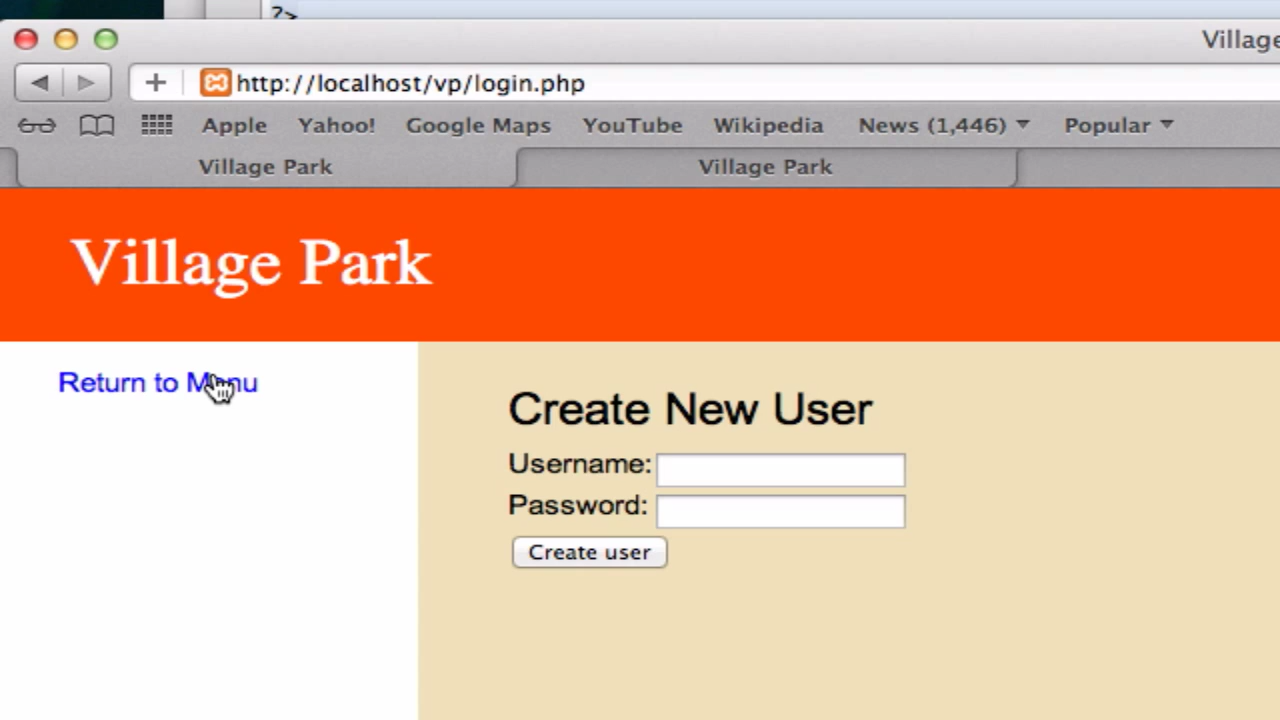 ?>
Village
http://localhost/vp/login.php
Apple Yahoo! Google Maps YouTube Wikipedia News (1,446) Popular
Village Park Village Park
Village Park
Return to Menu
Create New User
Username:
Password:
Create user